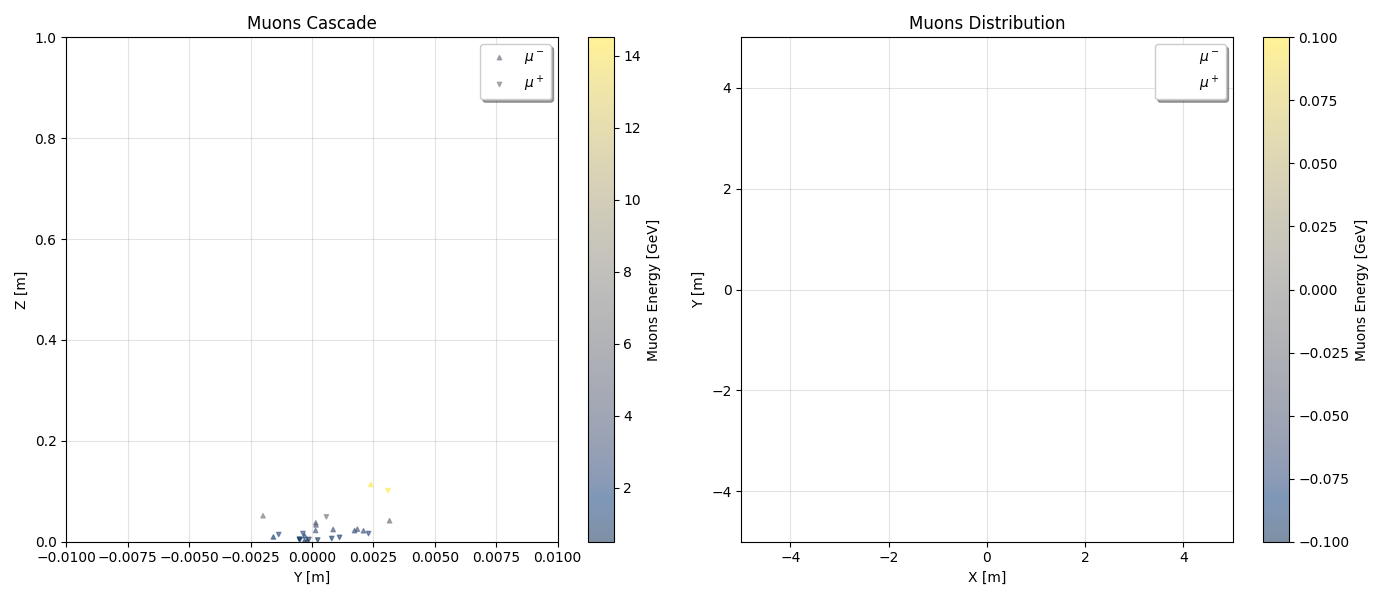 Muons Cascade
1.0
0.8
0.6
0.4
0.2
0.0
Z [m]
−0.0100 −0.0075 −0.0050 −0.0025 0.0000 0.0025 0.0050 0.0075 0.0100
Y [m]
μ−
μ+
14
12
10
8
6
4
2
Muons Energy [GeV]
Muons Distribution
4
2
0
−2
−4
Y [m]
−4 −2 0 2 4
X [m]
μ−
μ+
0.100
0.075
0.050
0.025
0.000
−0.025
−0.050
−0.075
−0.100
Muons Energy [GeV]